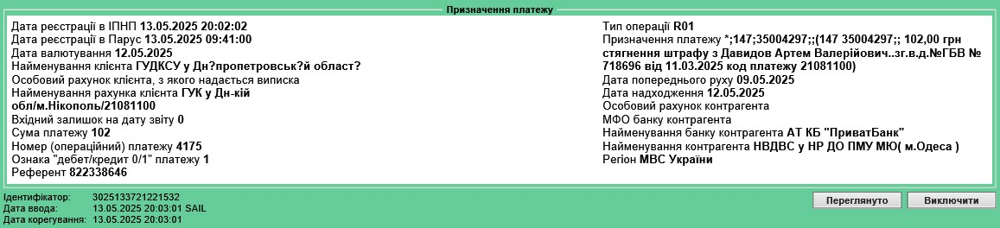 Призначення платежу
Дата реєстрації в ІПНП 13.05.2025 20:02:02
Дата реєстрації в Парус 13.05.2025 09:41:00
Дата валютування 12.05.2025
Найменування клієнта ГУДКСУ у Дн?пропетровськ?й област?
Особовий рахунок клієнта, з якого надається виписка
Найменування рахунка клієнта ГУК у Дн-кій
обл/м.Нікополь/21081100
Вхідний залишок на дату звіту 0
Сума платежу 102
Номер (операційний) платежу 4175
Ознака "дебет/кредит 0/1" платежу 1
Референт 822338646
Тип операції R01
Призначення платежу *;147;35004297;;(147 35004297;; 102,00 грн
стягнення штрафу з Давидов Артем Валерійович..зг.в.д.№ГБВ №
718696 від 11.03.2025 код платежу 21081100)
Дата попереднього руху 09.05.2025
Дата надходження 12.05.2025
Особовий рахунок контрагента
МФО банку контрагента
Найменування банку контрагента АТ КБ "ПриватБанк"
Найменування контрагента НВДВС у НР ДО ПМУ МЮ( м.Одеса )
Регіон МВС України
Ідентифікатор: 3025133721221532
Дата ввода: 13.05.2025 20:03:01 SAIL
Дата корегування: 13.05.2025 20:03:01
Переглянуто
Виключити